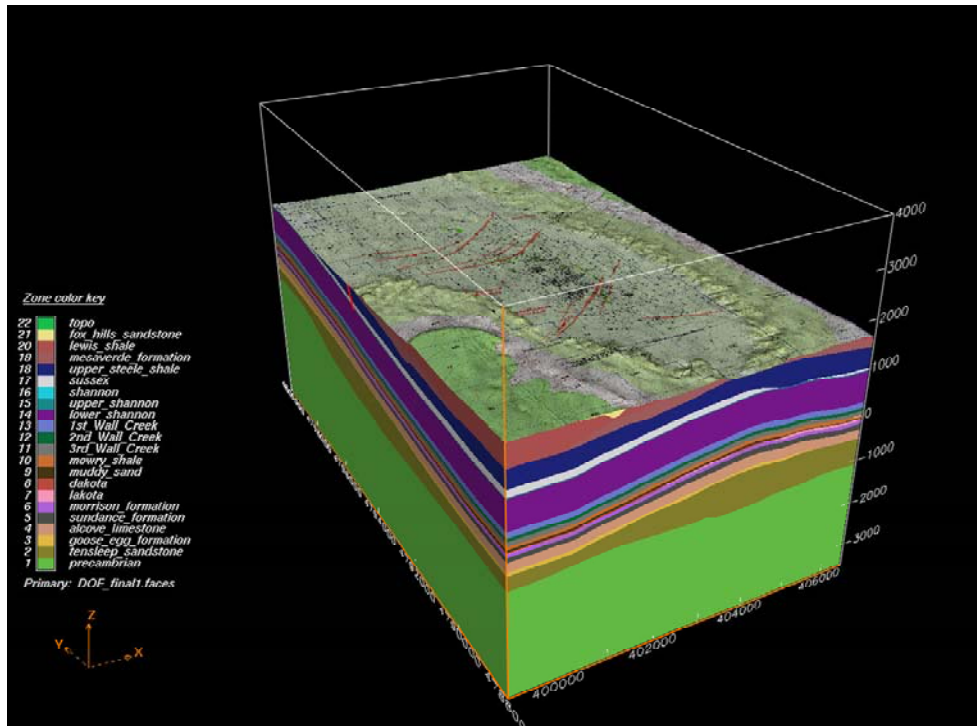 4000
3000
2000
1000
0
-1000
-2000
-3000
Zone color key
22 topo
21 fox_hills_sandstone
20 lewis_shale
19 mesaverde_formation
18 upper_steele_shale
17 sussex
16 shannon
15 upper_shannon
14 lower_shannon
13 1st_Wall_Creek
12 2nd_Wall_Creek
11 3rd_Wall_Creek
10 mowry_shale
9 muddy_sand
8 dakota
7 lakota
6 morrison_formation
5 sundance_formation
4 alcove_limestone
3 goose_egg_formation
2 tensleep_sandstone
1 precambrian
Primary: DOE_final1.faces
Z
Y
X
400000
402000
404000
406000